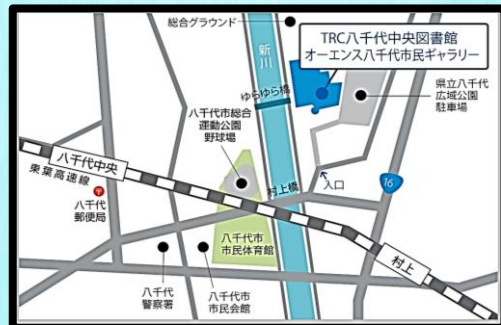 総合グラウンド
新川
TRC八千代中央図書館
オーエンス八千代市民ギャラリー
ゆらゆら橋
県立八千代
広域公園
駐車場
八千代市総合
運動公園
野球場
八千代中央
東葉高速線
〒
八千代
郵便局
村上橋
入口
16
八千代市
市民体育館
村上
八千代
警察署
八千代市
市民会館